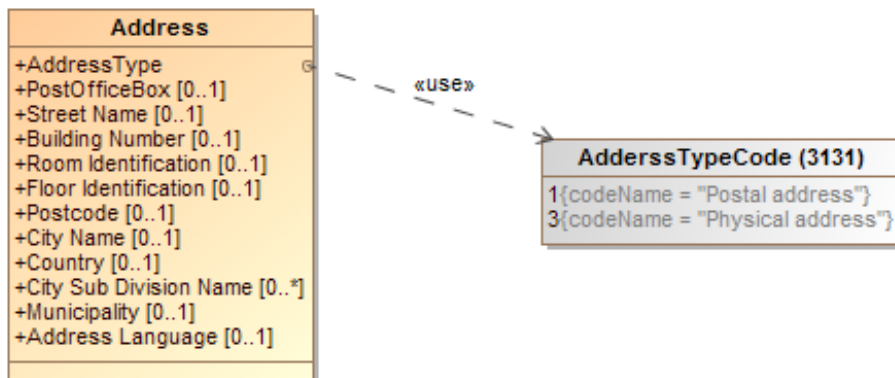 Address
+AddressType
+PostOfficeBox [0..1]
+Street Name [0..1]
+Building Number [0..1]
+Room Identification [0..1]
+Floor Identification [0..1]
+Postcode [0..1]
+City Name [0..1]
+Country [0..1]
+City Sub Division Name [0..*]
+Municipality [0..1]
+Address Language [0..1]
«use»
AdderssTypeCode (3131)
1{codeName = "Postal address"}
3{codeName = "Physical address"}